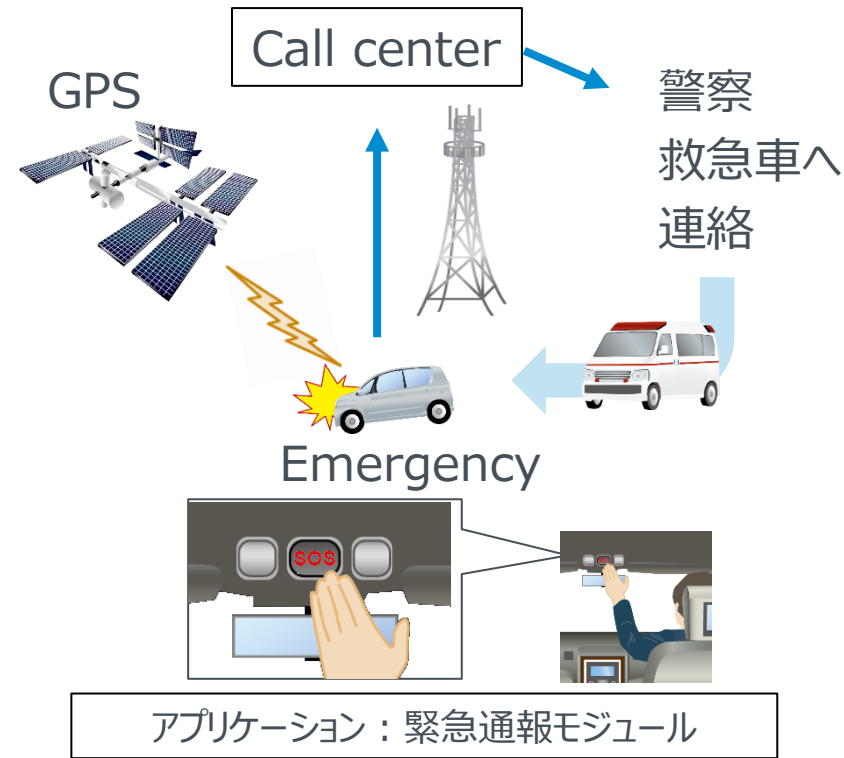 Call center
GPS
警察
救急車へ
連絡
Emergency
SOS
アプリケーション：緊急通報モジュール